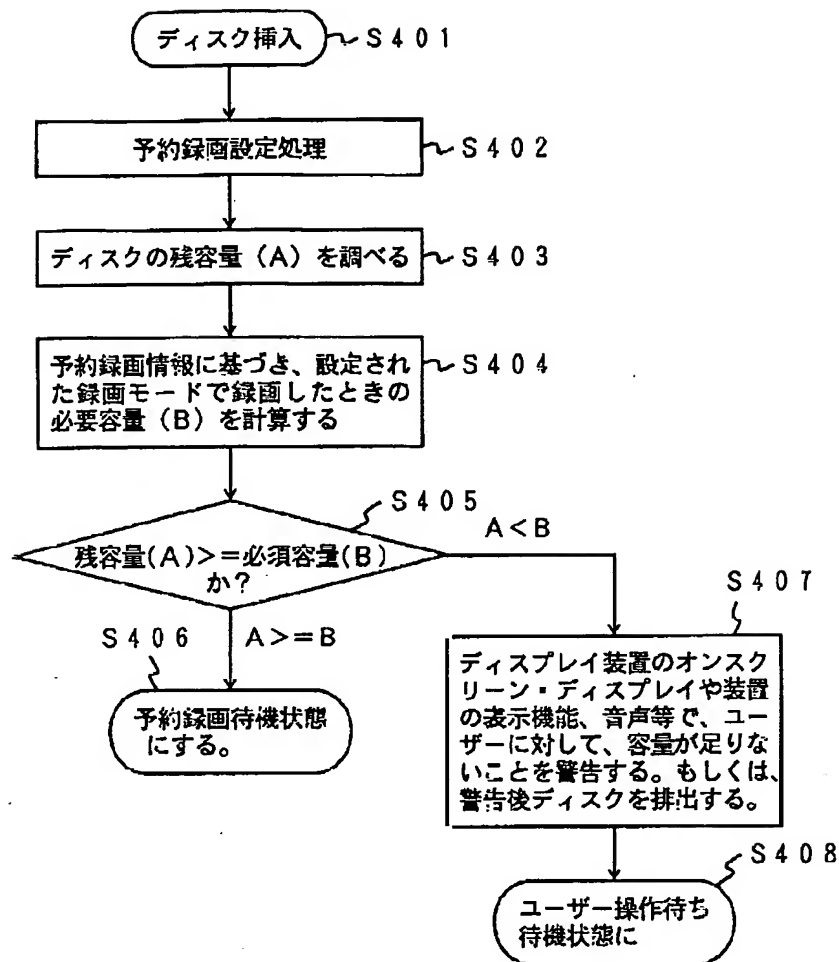 ディスク挿入
S401
予約録画設定処理
S402
ディスクの残容量（A）を調べる
S403
予約録画情報に基づき、設定され
た録画モードで録画したときの
必要容量（B）を計算する
S404
S405
残容量(A)>=必須容量(B)
か?
A<B
A>=B
S406
予約録画待機状態
にする。
S407
ディスプレイ装置のオンスク
リーン・ディスプレイや装置
の表示機能、音声等で、ユー
ザーに対して、容量が足りな
いことを警告する。もしくは、
警告後ディスクを排出する。
S408
ユーザー操作待ち
待機状態に